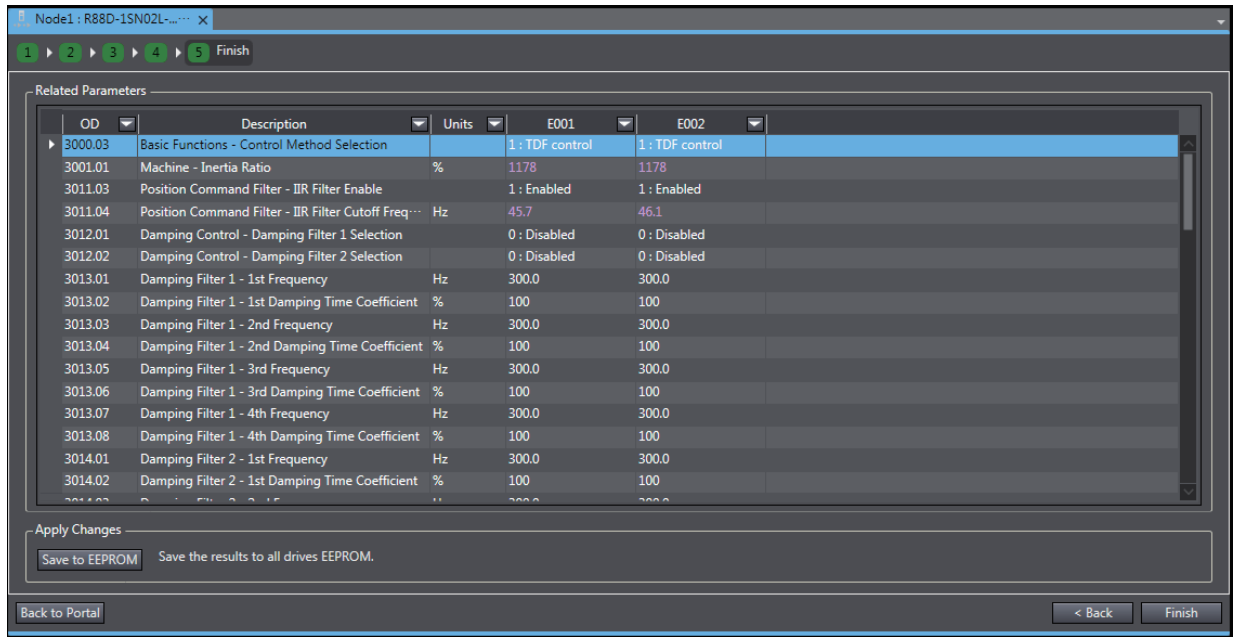 Node1 : R88D-1SN02L-...··· X
1 2 3 4 5 Finish
Related Parameters
OD Description Units E001 E002
3000.03 Basic Functions - Control Method Selection 1 : TDF control 1 : TDF control
3001.01 Machine - Inertia Ratio % 1178 1178
3011.03 Position Command Filter - IIR Filter Enable 1 : Enabled 1 : Enabled
3011.04 Position Command Filter - IIR Filter Cutoff Freq··· Hz 45.7 46.1
3012.01 Damping Control - Damping Filter 1 Selection 0 : Disabled 0 : Disabled
3012.02 Damping Control - Damping Filter 2 Selection 0 : Disabled 0 : Disabled
3013.01 Damping Filter 1 - 1st Frequency Hz 300.0 300.0
3013.02 Damping Filter 1 - 1st Damping Time Coefficient % 100 100
3013.03 Damping Filter 1 - 2nd Frequency Hz 300.0 300.0
3013.04 Damping Filter 1 - 2nd Damping Time Coefficient % 100 100
3013.05 Damping Filter 1 - 3rd Frequency Hz 300.0 300.0
3013.06 Damping Filter 1 - 3rd Damping Time Coefficient % 100 100
3013.07 Damping Filter 1 - 4th Frequency Hz 300.0 300.0
3013.08 Damping Filter 1 - 4th Damping Time Coefficient % 100 100
3014.01 Damping Filter 2 - 1st Frequency Hz 300.0 300.0
3014.02 Damping Filter 2 - 1st Damping Time Coefficient % 100 100
Apply Changes
Save to EEPROM Save the results to all drives EEPROM.
Back to Portal < Back Finish